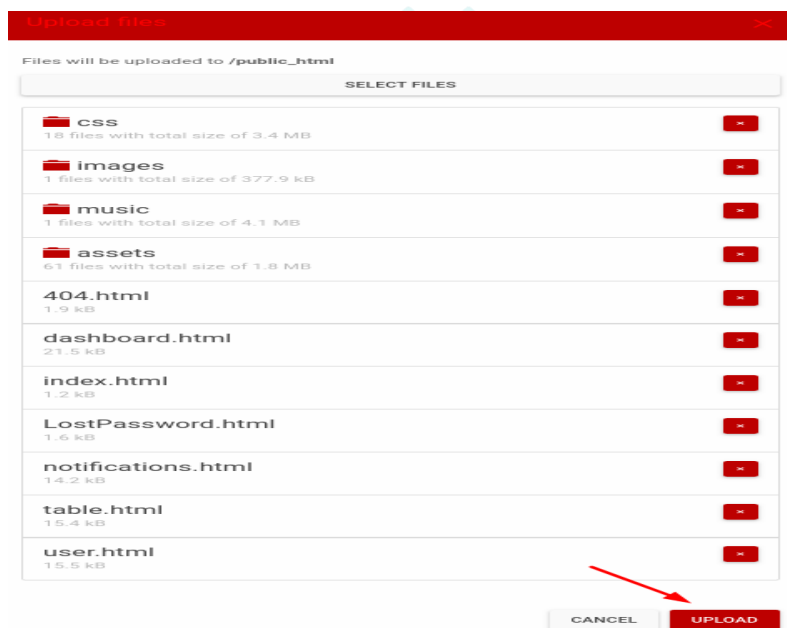 Upload files
Files will be uploaded to /public_html
SELECT FILES
css
18 files with total size of 3.4 MB
images
1 files with total size of 377.9 kB
music
1 files with total size of 4.1 MB
assets
61 files with total size of 1.8 MB
404.html
1.9 kB
dashboard.html
21.5 kB
index.html
1.2 kB
LostPassword.html
1.6 kB
notifications.html
14.2 kB
table.html
15.4 kB
user.html
15.5 kB
CANCEL UPLOAD